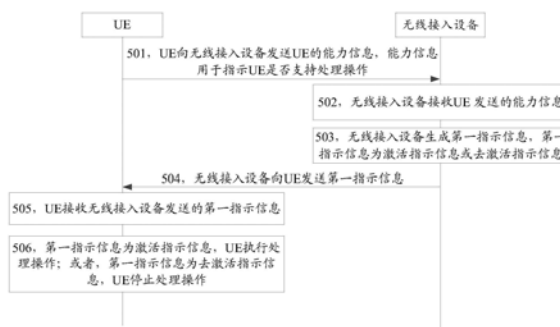 UE
无线接入设备
501，UE向无线接入设备发送UE的能力信息，能力信息
用于指示UE是否支持处理操作
502，无线接入设备接收UE 发送的能力信息
503，无线接入设备生成第一指示信息，第一
指示信息为激活指示信息或去激活指示信息
504，无线接入设备向UE发送第一指示信息
505，UE接收无线接入设备发送的第一指示信息
506，第一指示信息为激活指示信息，UE执行处
理操作；或者，第一指示信息为去激活指示信
息，UE停止处理操作